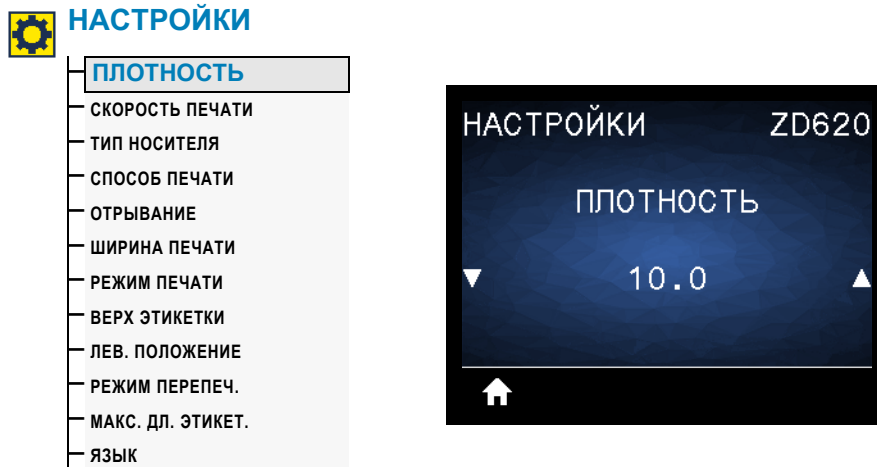 НАСТРОЙКИ
ПЛОТНОСТЬ
СКОРОСТЬ ПЕЧАТИ
ТИП НОСИТЕЛЯ
СПОСОБ ПЕЧАТИ
ОТРЫВАНИЕ
ШИРИНА ПЕЧАТИ
РЕЖИМ ПЕЧАТИ
ВЕРХ ЭТИКЕТКИ
ЛЕВ. ПОЛОЖЕНИЕ
РЕЖИМ ПЕРЕПЕЧ.
МАКС. ДЛ. ЭТИКЕТ.
ЯЗЫК
НАСТРОЙКИ ZD620
ПЛОТНОСТЬ
▼ 10.0 ▲